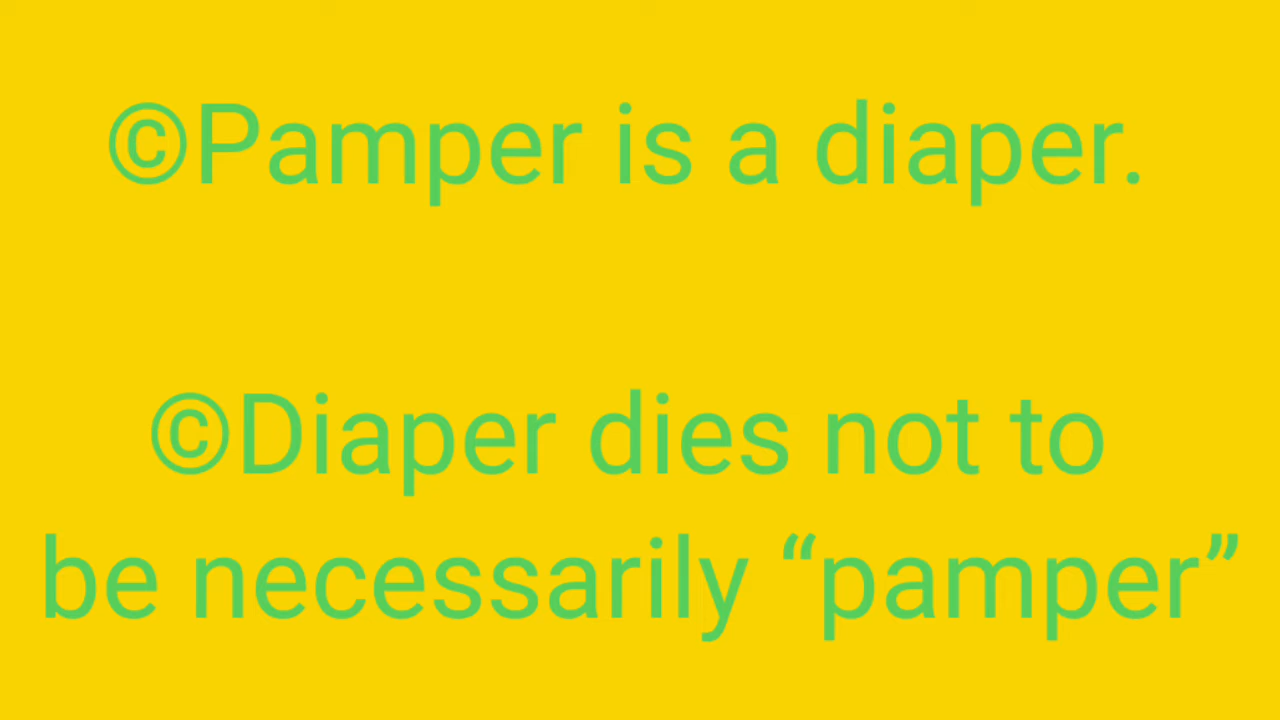 ©Pamper is a diaper.
©Diaper dies not to
be necessarily “pamper”